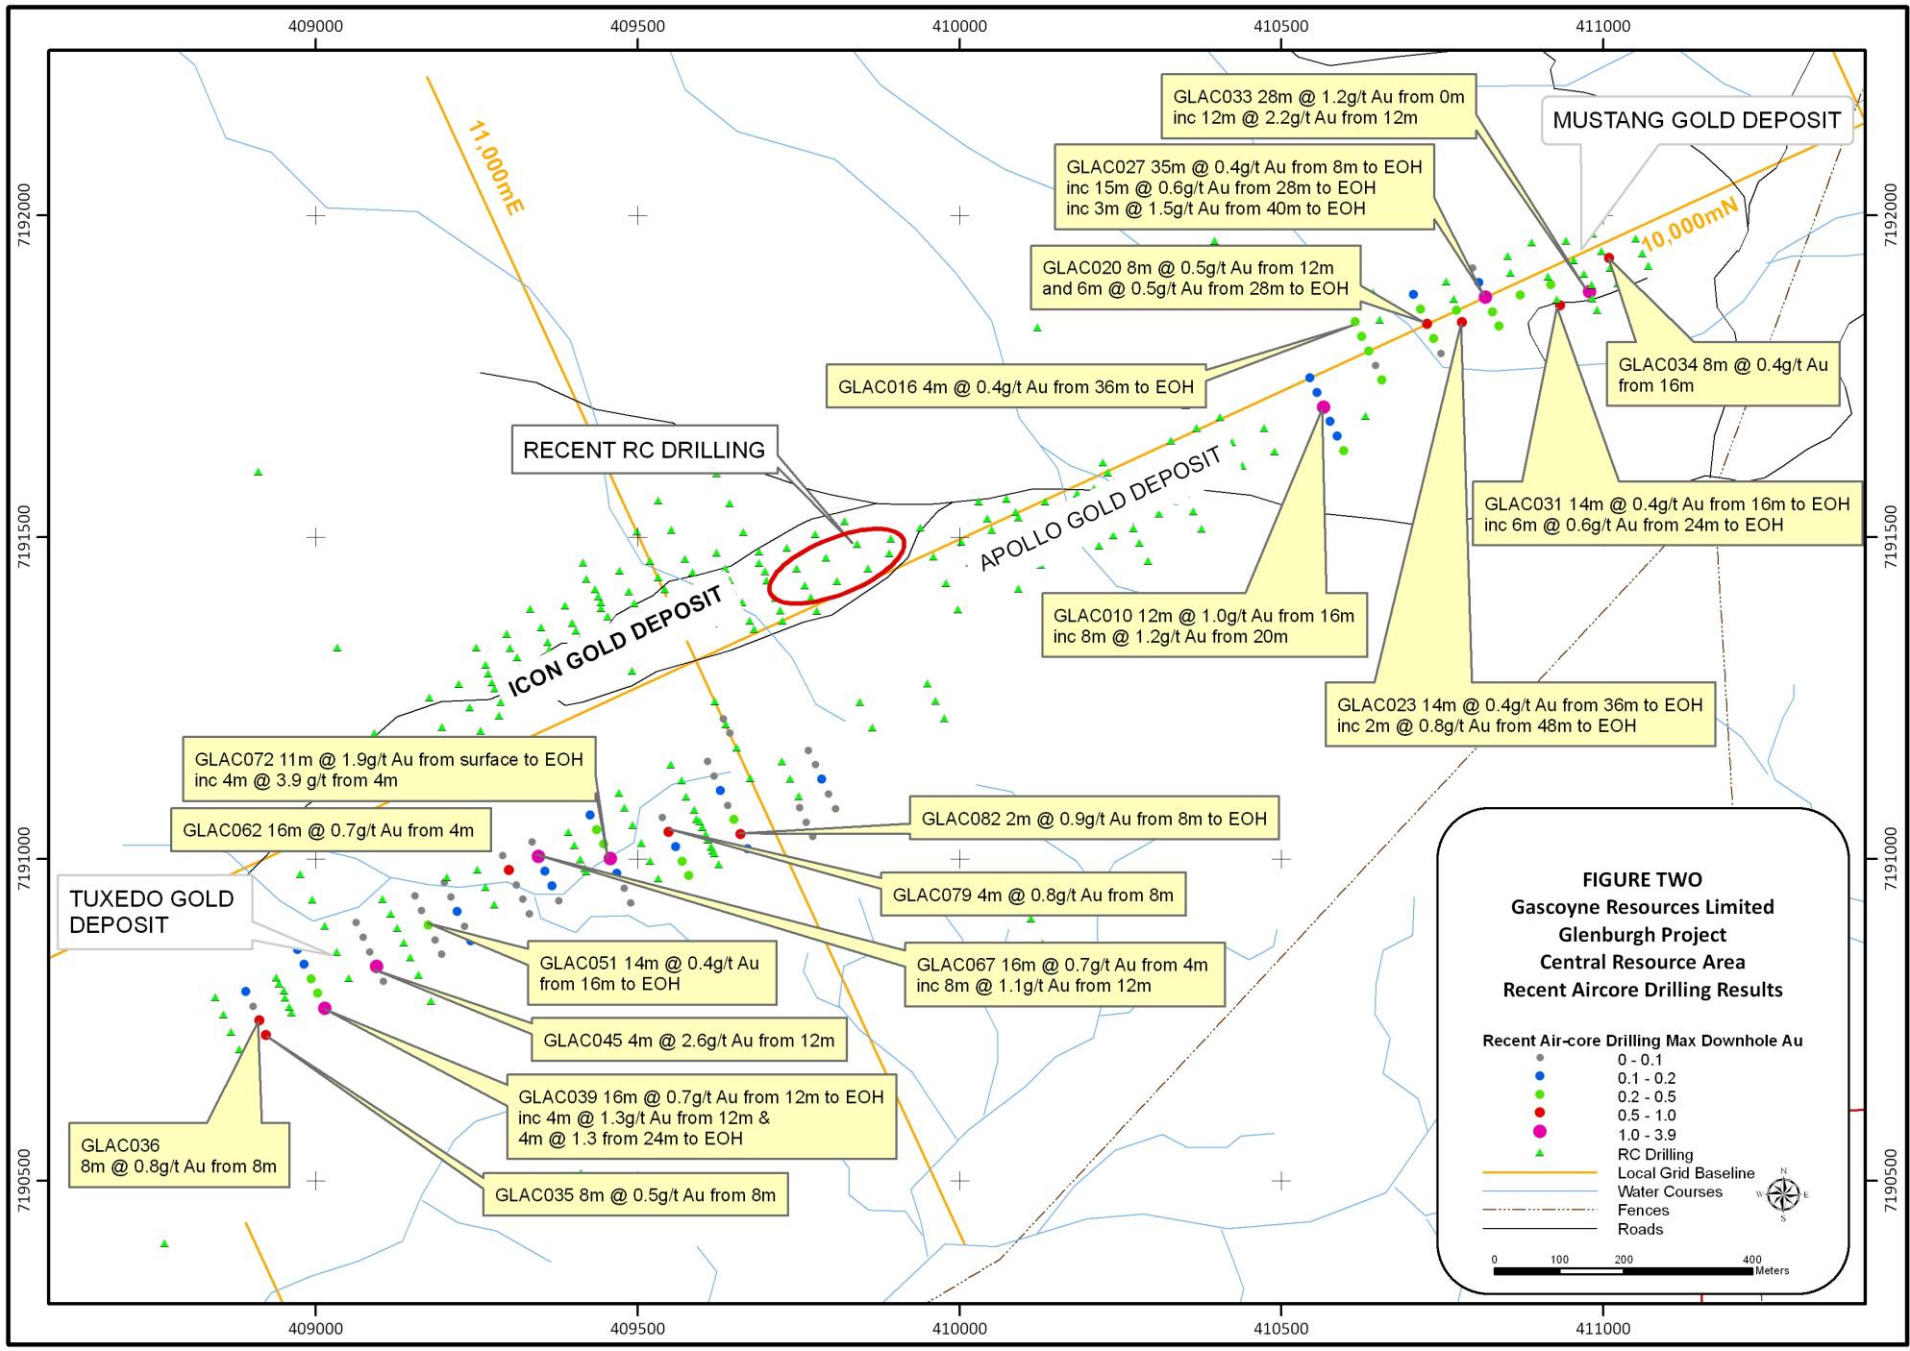 409000
409500
410000
410500
411000
GLAC033 28m @ 1.2g/t Au from 0m
inc 12m @ 2.2g/t Au from 12m
MUSTANG GOLD DEPOSIT
11,000mE
GLAC027 35m @ 0.4g/t Au from 8m to EOH
inc 15m @ 0.6g/t Au from 28m to EOH
inc 3m @ 1.5g/t Au from 40m to EOH
7192000
7192000
10,000mN
GLAC020 8m @ 0.5g/t Au from 12m
and 6m @ 0.5g/t Au from 28m to EOH
GLAC016 4m @ 0.4g/t Au from 36m to EOH
GLAC034 8m @ 0.4g/t Au
from 16m
RECENT RC DRILLING
APOLLO GOLD DEPOSIT
GLAC031 14m @ 0.4g/t Au from 16m to EOH
inc 6m @ 0.6g/t Au from 24m to EOH
7191500
7191500
ICON GOLD DEPOSIT
GLAC010 12m @ 1.0g/t Au from 16m
inc 8m @ 1.2g/t Au from 20m
GLAC023 14m @ 0.4g/t Au from 36m to EOH
inc 2m @ 0.8g/t Au from 48m to EOH
GLAC072 11m @ 1.9g/t Au from surface to EOH
inc 4m @ 3.9 g/t from 4m
GLAC062 16m @ 0.7g/t Au from 4m
GLAC082 2m @ 0.9g/t Au from 8m to EOH
7191000
7191000
GLAC079 4m @ 0.8g/t Au from 8m
TUXEDO GOLD
DEPOSIT
GLAC051 14m @ 0.4g/t Au
from 16m to EOH
GLAC067 16m @ 0.7g/t Au from 4m
inc 8m @ 1.1g/t Au from 12m
GLAC045 4m @ 2.6g/t Au from 12m
GLAC039 16m @ 0.7g/t Au from 12m to EOH
inc 4m @ 1.3g/t Au from 12m &
4m @ 1.3 from 24m to EOH
GLAC036
8m @ 0.8g/t Au from 8m
GLAC035 8m @ 0.5g/t Au from 8m
7190500
7190500
FIGURE TWO
Gascoyne Resources Limited
Glenburgh Project
Central Resource Area
Recent Aircore Drilling Results
Recent Air-core Drilling Max Downhole Au
0 - 0.1
0.1 - 0.2
0.2 - 0.5
0.5 - 1.0
1.0 - 3.9
RC Drilling
Local Grid Baseline
Water Courses
Fences
Roads
N
W
E
S
0 100 200 400
Meters
409000
409500
410000
410500
411000